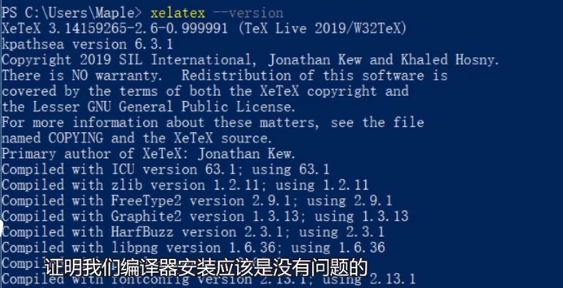 PS C:\Users\Maple> xelatex --version
XeTeX 3.14159265-2.6-0.999991 (TeX Live 2019/W32TeX)
kpathsea version 6.3.1
Copyright 2019 SIL International, Jonathan Kew and Khaled Hosny.
There is NO warranty.  Redistribution of this software is
covered by the terms of both the XeTeX copyright and
the Lesser GNU General Public License.
For more information about these matters, see the file
named COPYING and the XeTeX source.
Primary author of XeTeX: Jonathan Kew.
Compiled with ICU version 63.1; using 63.1
Compiled with zlib version 1.2.11; using 1.2.11
Compiled with FreeType2 version 2.9.1; using 2.9.1
Compiled with Graphite2 version 1.3.13; using 1.3.13
Compiled with HarfBuzz version 2.3.1; using 2.3.1
Compiled with libpng version 1.6.36; using 1.6.36
证明我们编译器安装应该是没有问题的
Compiled with fontconfig version 2.13.1; using 2.13.1